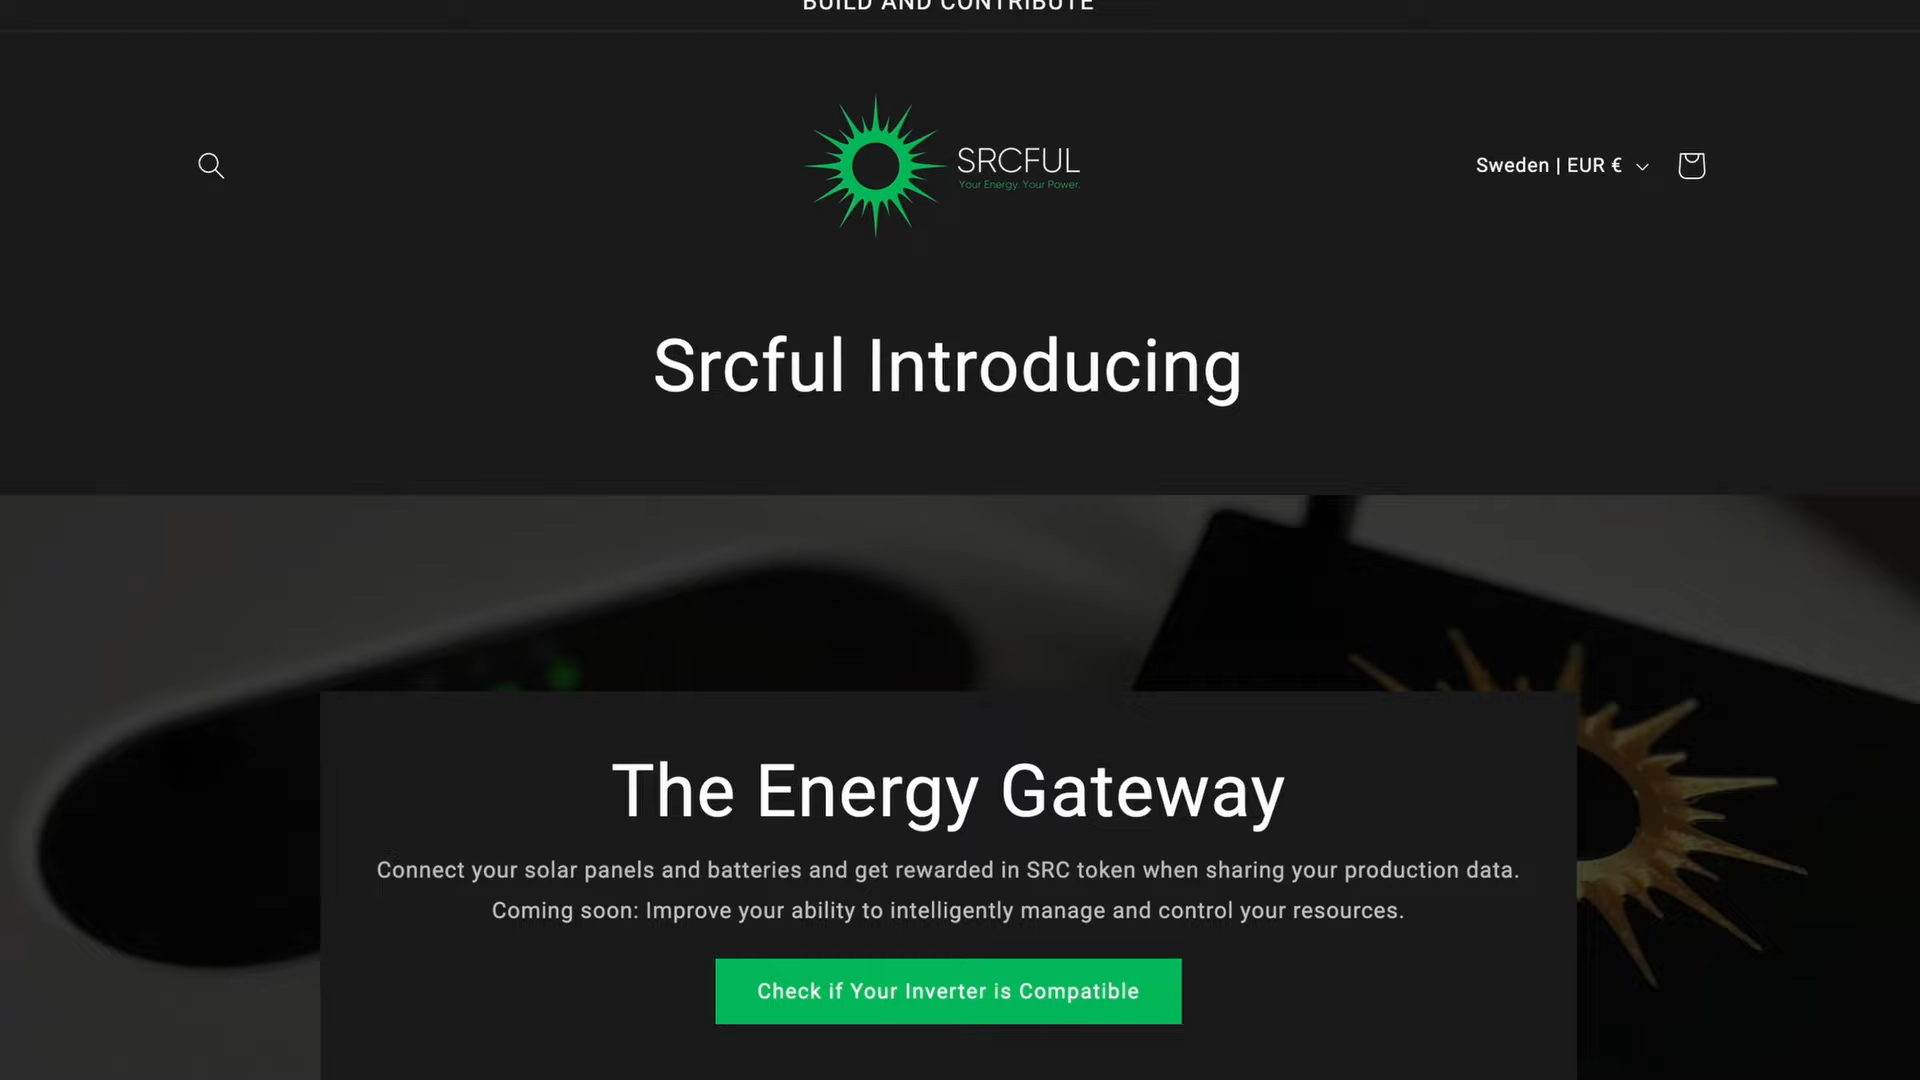 BUILD AND CONTRIBUTE
SRCFUL
Your Energy. Your Power.
Sweden | EUR €
Srcful Introducing
The Energy Gateway
Connect your solar panels and batteries and get rewarded in SRC token when sharing your production data.
Coming soon: Improve your ability to intelligently manage and control your resources.
Check if Your Inverter is Compatible